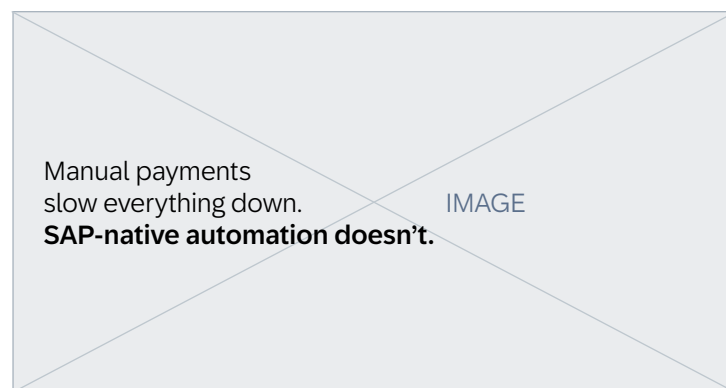 Manual payments
slow everything down.
SAP-native automation doesn’t.
IMAGE